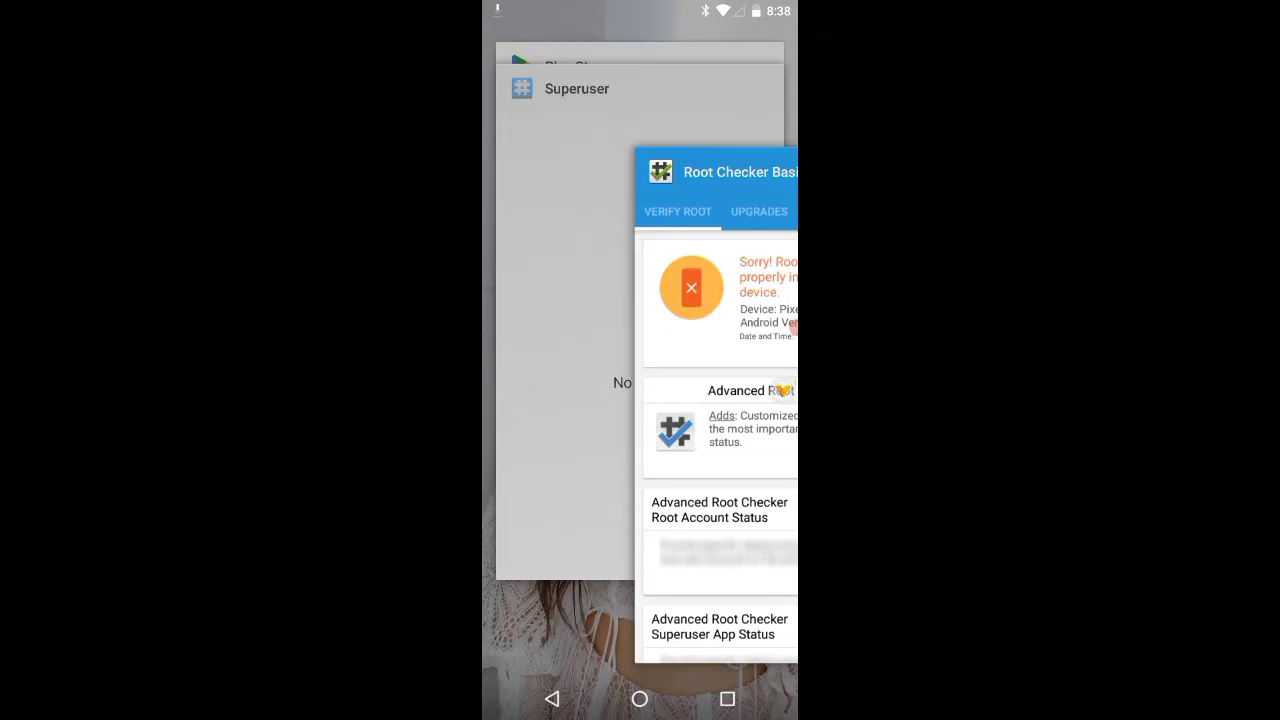 8:38
Superuser
No
Root Checker Basi
VERIFY ROOT UPGRADES
Sorry! Roo
properly in
device.
Device: Pixe
Android Ver
Date and Time:
Advanced Root
Adds: Customized
the most importan
status.
Advanced Root Checker
Root Account Status
Advanced Root Checker
Superuser App Status